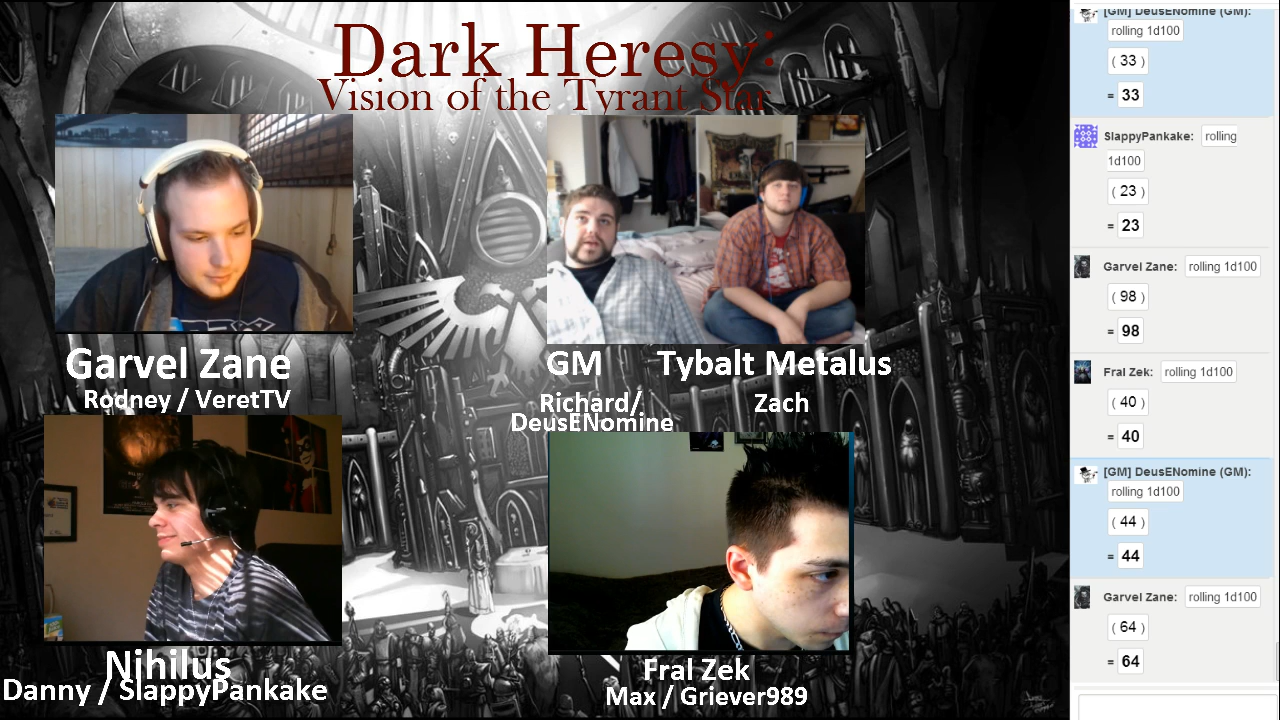 Dark Heresy:
Vision of the Tyrant Star
Garvel Zane
Rodney / VeretTV
GM
Tybalt Metalus
Richard/
DeusENomine
Zach
Nihilus
Danny / SlappyPankake
Fral Zek
Max / Griever989
[GM] DeusENomine (GM):
rolling 1d100
( 33 )
= 33
SlappyPankake: rolling
1d100
( 23 )
= 23
Garvel Zane: rolling 1d100
( 98 )
= 98
Fral Zek: rolling 1d100
( 40 )
= 40
[GM] DeusENomine (GM):
rolling 1d100
( 44 )
= 44
Garvel Zane: rolling 1d100
( 64 )
= 64